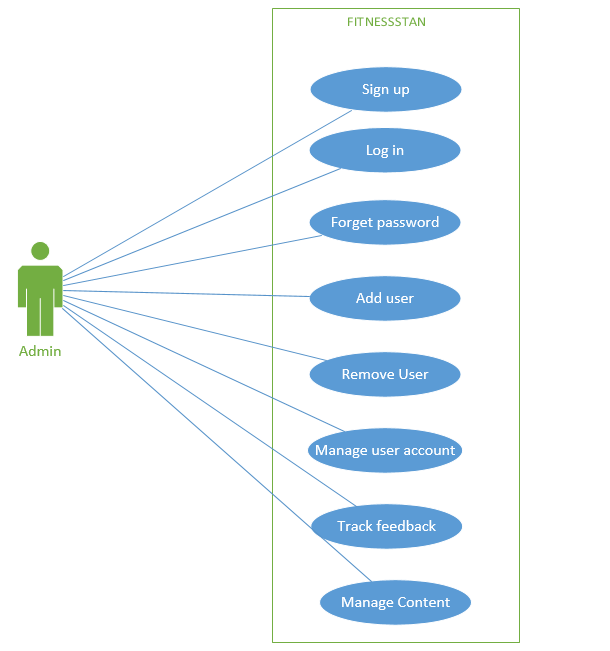 FITNESSSTAN
Sign up
Log in
Forget password
Add user
Admin
Remove User
Manage user account
Track feedback
Manage Content